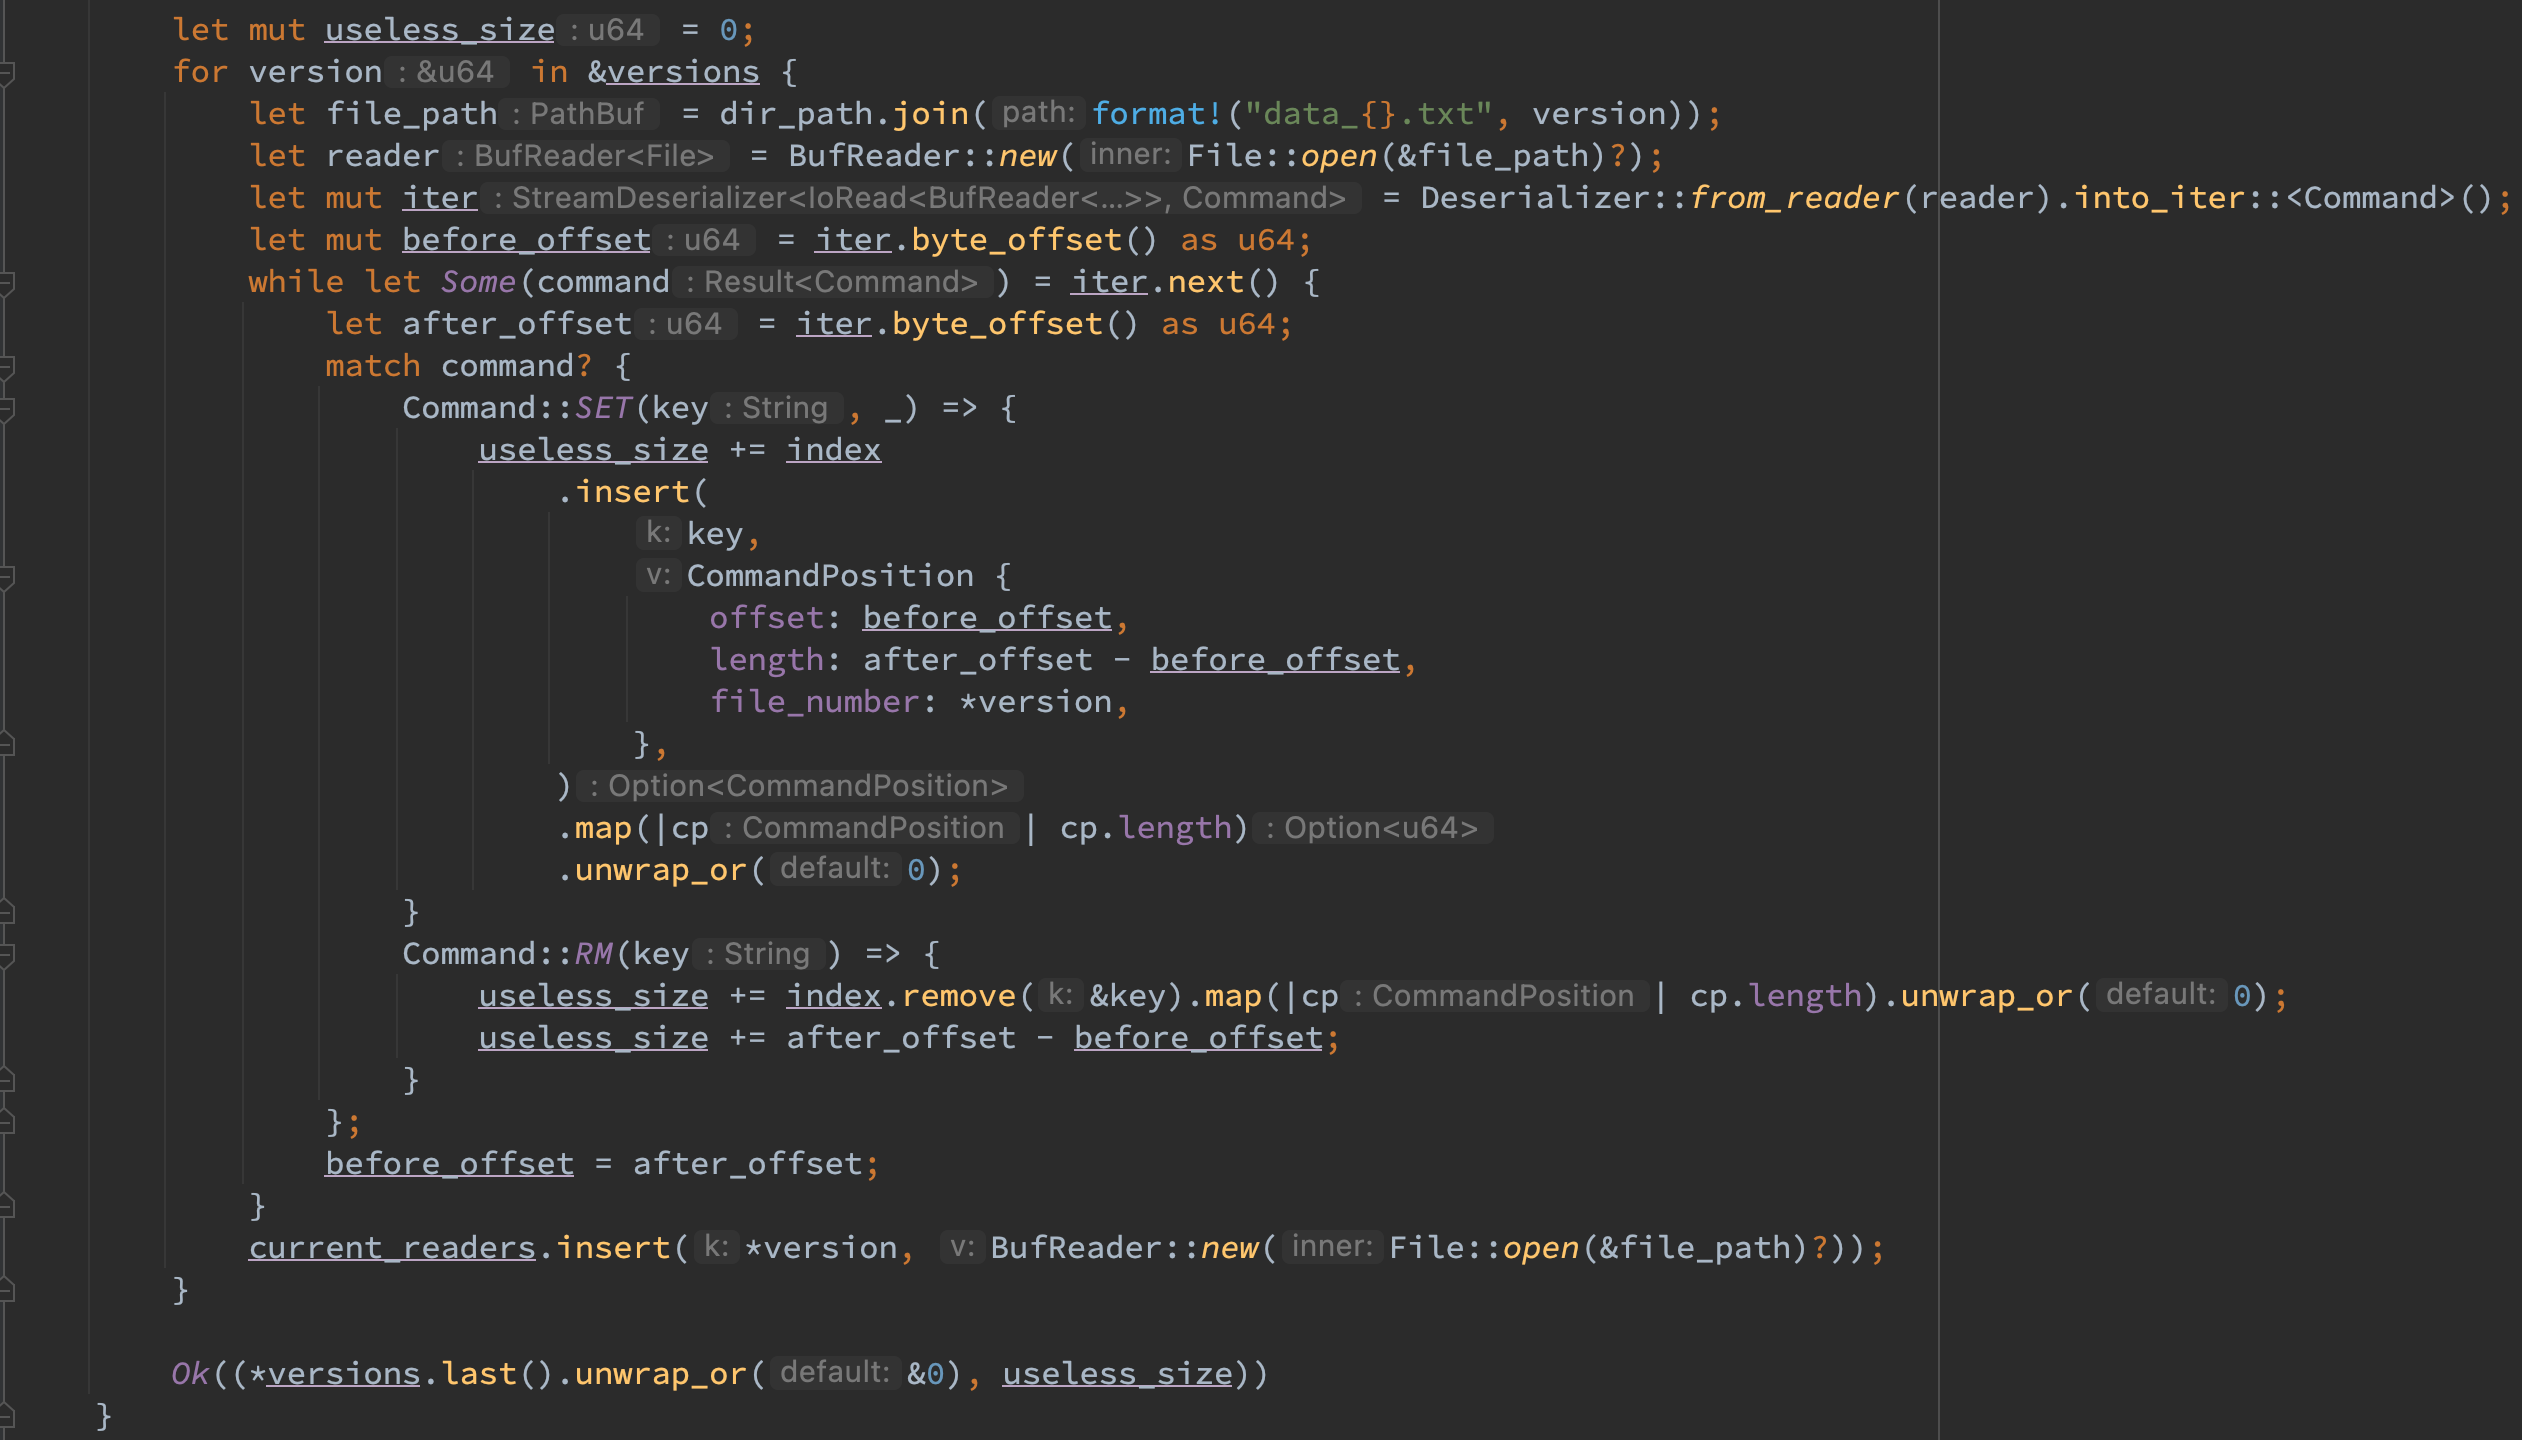 let mut useless_size : u64 = 0;
for version : &u64 in &versions {
let file_path : PathBuf = dir_path.join( path: format!("data_{}.txt", version));
let reader : BufReader<File> = BufReader::new( inner: File::open(&file_path)?);
let mut iter : StreamDeserializer<IoRead<BufReader<...>>, Command> = Deserializer::from_reader(reader).into_iter::<Command>();
let mut before_offset : u64 = iter.byte_offset() as u64;
while let Some(command : Result<Command> ) = iter.next() {
let after_offset : u64 = iter.byte_offset() as u64;
match command? {
Command::SET(key : String , _) => {
useless_size += index
.insert(
k: key,
v: CommandPosition {
offset: before_offset,
length: after_offset - before_offset,
file_number: *version,
},
) : Option<CommandPosition>
.map(|cp : CommandPosition | cp.length) : Option<u64>
.unwrap_or( default: 0);
}
Command::RM(key : String ) => {
useless_size += index.remove( k: &key).map(|cp : CommandPosition | cp.length).unwrap_or( default: 0);
useless_size += after_offset - before_offset;
}
};
before_offset = after_offset;
}
current_readers.insert( k: *version, v: BufReader::new( inner: File::open(&file_path)?));
}
Ok((*versions.last().unwrap_or( default: &0), useless_size))
}